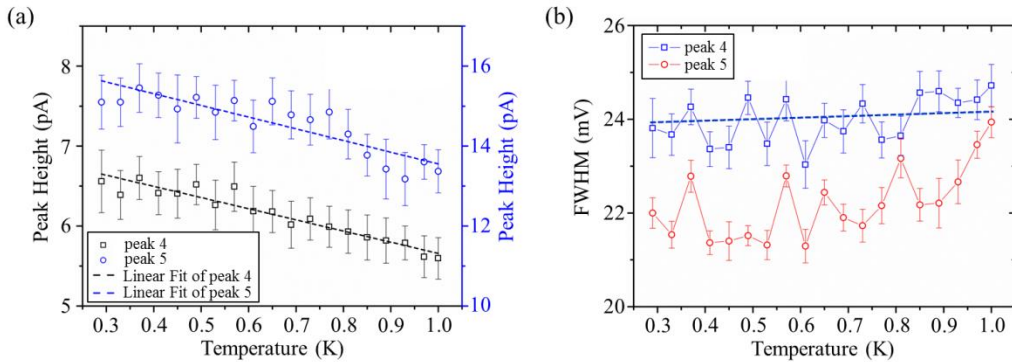 (a)
8
7
6
5
Peak Height (pA)
16
14
12
10
Peak Height (pA)
peak 4
peak 5
Linear Fit of peak 4
Linear Fit of peak 5
0.3 0.4 0.5 0.6 0.7 0.8 0.9 1.0
Temperature (K)
(b)
26
24
22
20
FWHM (mV)
peak 4
peak 5
0.3 0.4 0.5 0.6 0.7 0.8 0.9 1.0
Temperature (K)